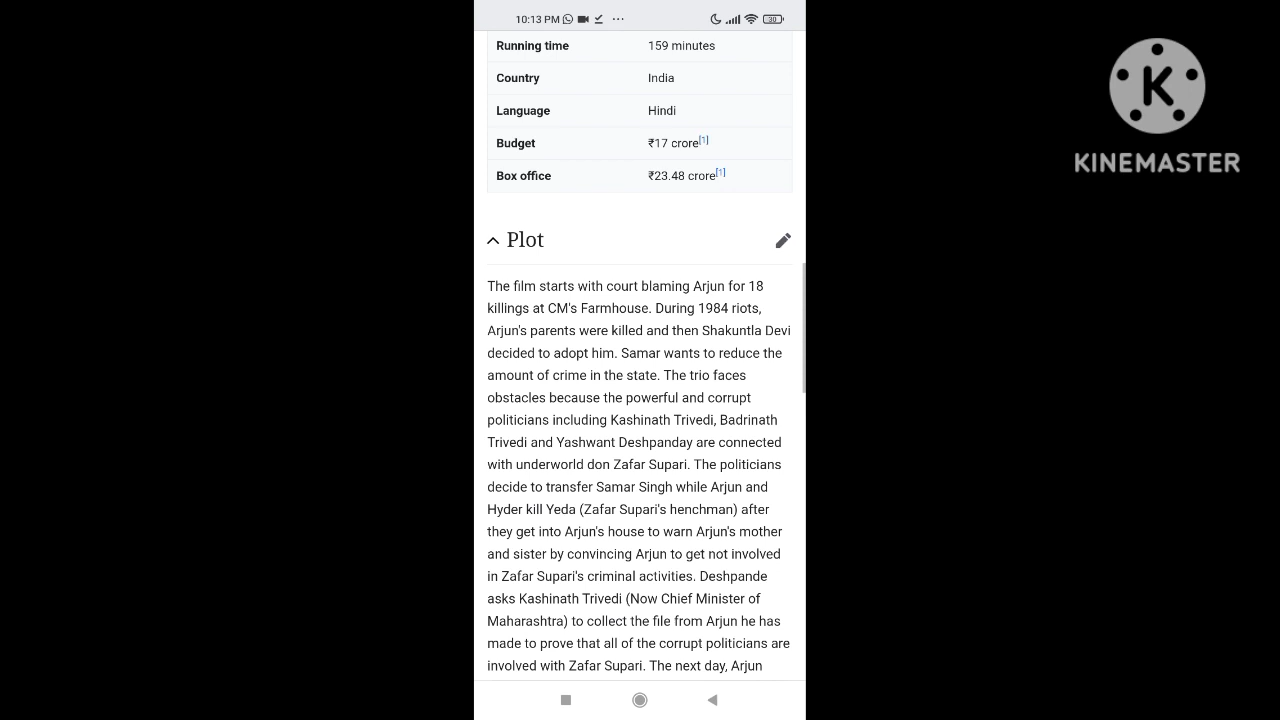 10:13 PM
30
Running time 159 minutes
Country India
Language Hindi
Budget ₹17 crore[1]
Box office ₹23.48 crore[1]
Plot
The film starts with court blaming Arjun for 18
killings at CM's Farmhouse. During 1984 riots,
Arjun's parents were killed and then Shakuntla Devi
decided to adopt him. Samar wants to reduce the
amount of crime in the state. The trio faces
obstacles because the powerful and corrupt
politicians including Kashinath Trivedi, Badrinath
Trivedi and Yashwant Deshpanday are connected
with underworld don Zafar Supari. The politicians
decide to transfer Samar Singh while Arjun and
Hyder kill Yeda (Zafar Supari's henchman) after
they get into Arjun's house to warn Arjun's mother
and sister by convincing Arjun to get not involved
in Zafar Supari's criminal activities. Deshpande
asks Kashinath Trivedi (Now Chief Minister of
Maharashtra) to collect the file from Arjun he has
made to prove that all of the corrupt politicians are
involved with Zafar Supari. The next day, Arjun
K
KINEMASTER